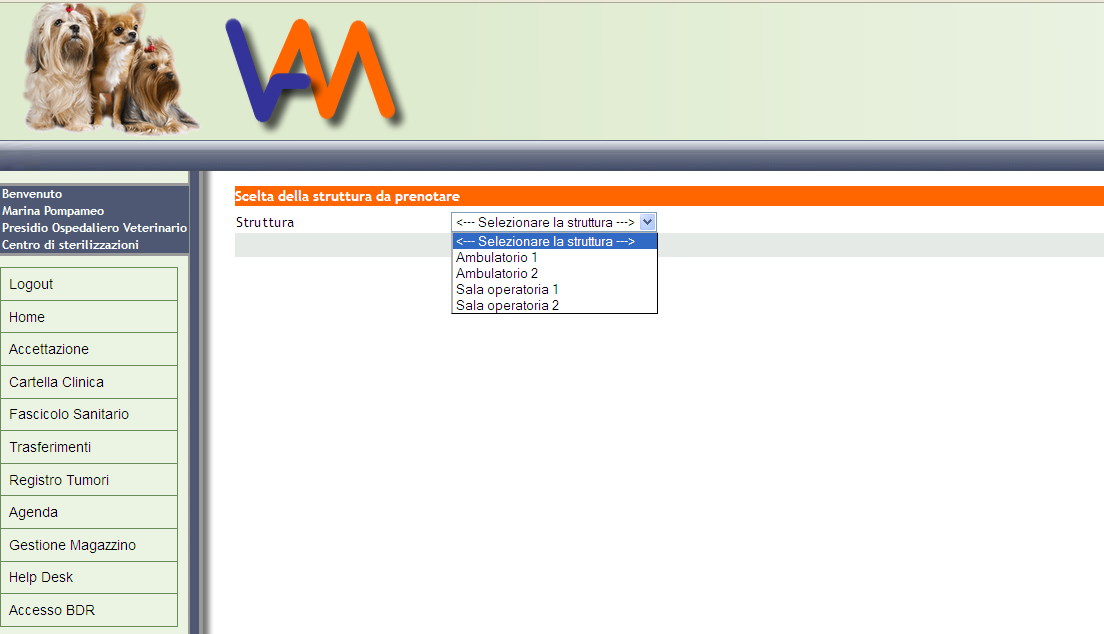 VAM
Benvenuto
Marina Pompameo
Presidio Ospedaliero Veterinario
Centro di sterilizzazioni
Logout
Home
Accettazione
Cartella Clinica
Fascicolo Sanitario
Trasferimenti
Registro Tumori
Agenda
Gestione Magazzino
Help Desk
Accesso BDR
Scelta della struttura da prenotare
Struttura
<--- Selezionare la struttura --->
<--- Selezionare la struttura --->
Ambulatorio 1
Ambulatorio 2
Sala operatoria 1
Sala operatoria 2